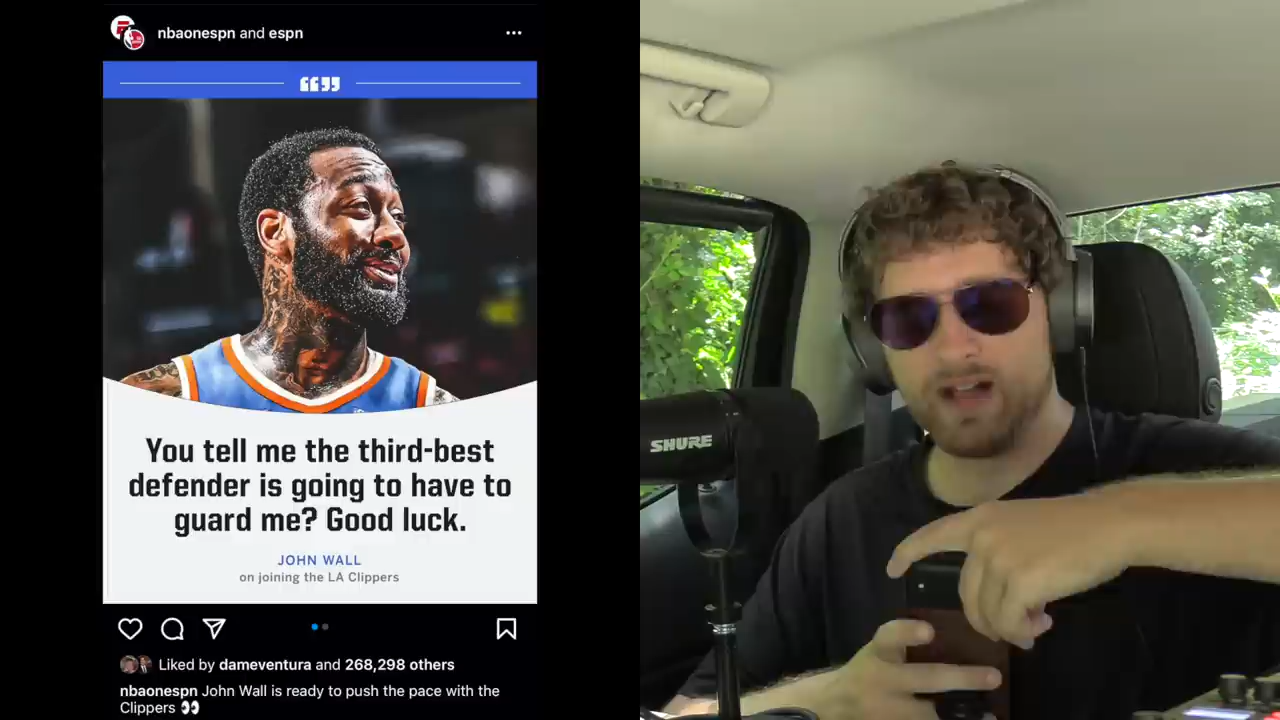 nbaonespn and espn
You tell me the third-best
defender is going to have to
guard me? Good luck.
JOHN WALL
on joining the LA Clippers
Liked by dameventura and 268,298 others
nbaonespn John Wall is ready to push the pace with the
Clippers 👀
SHURE